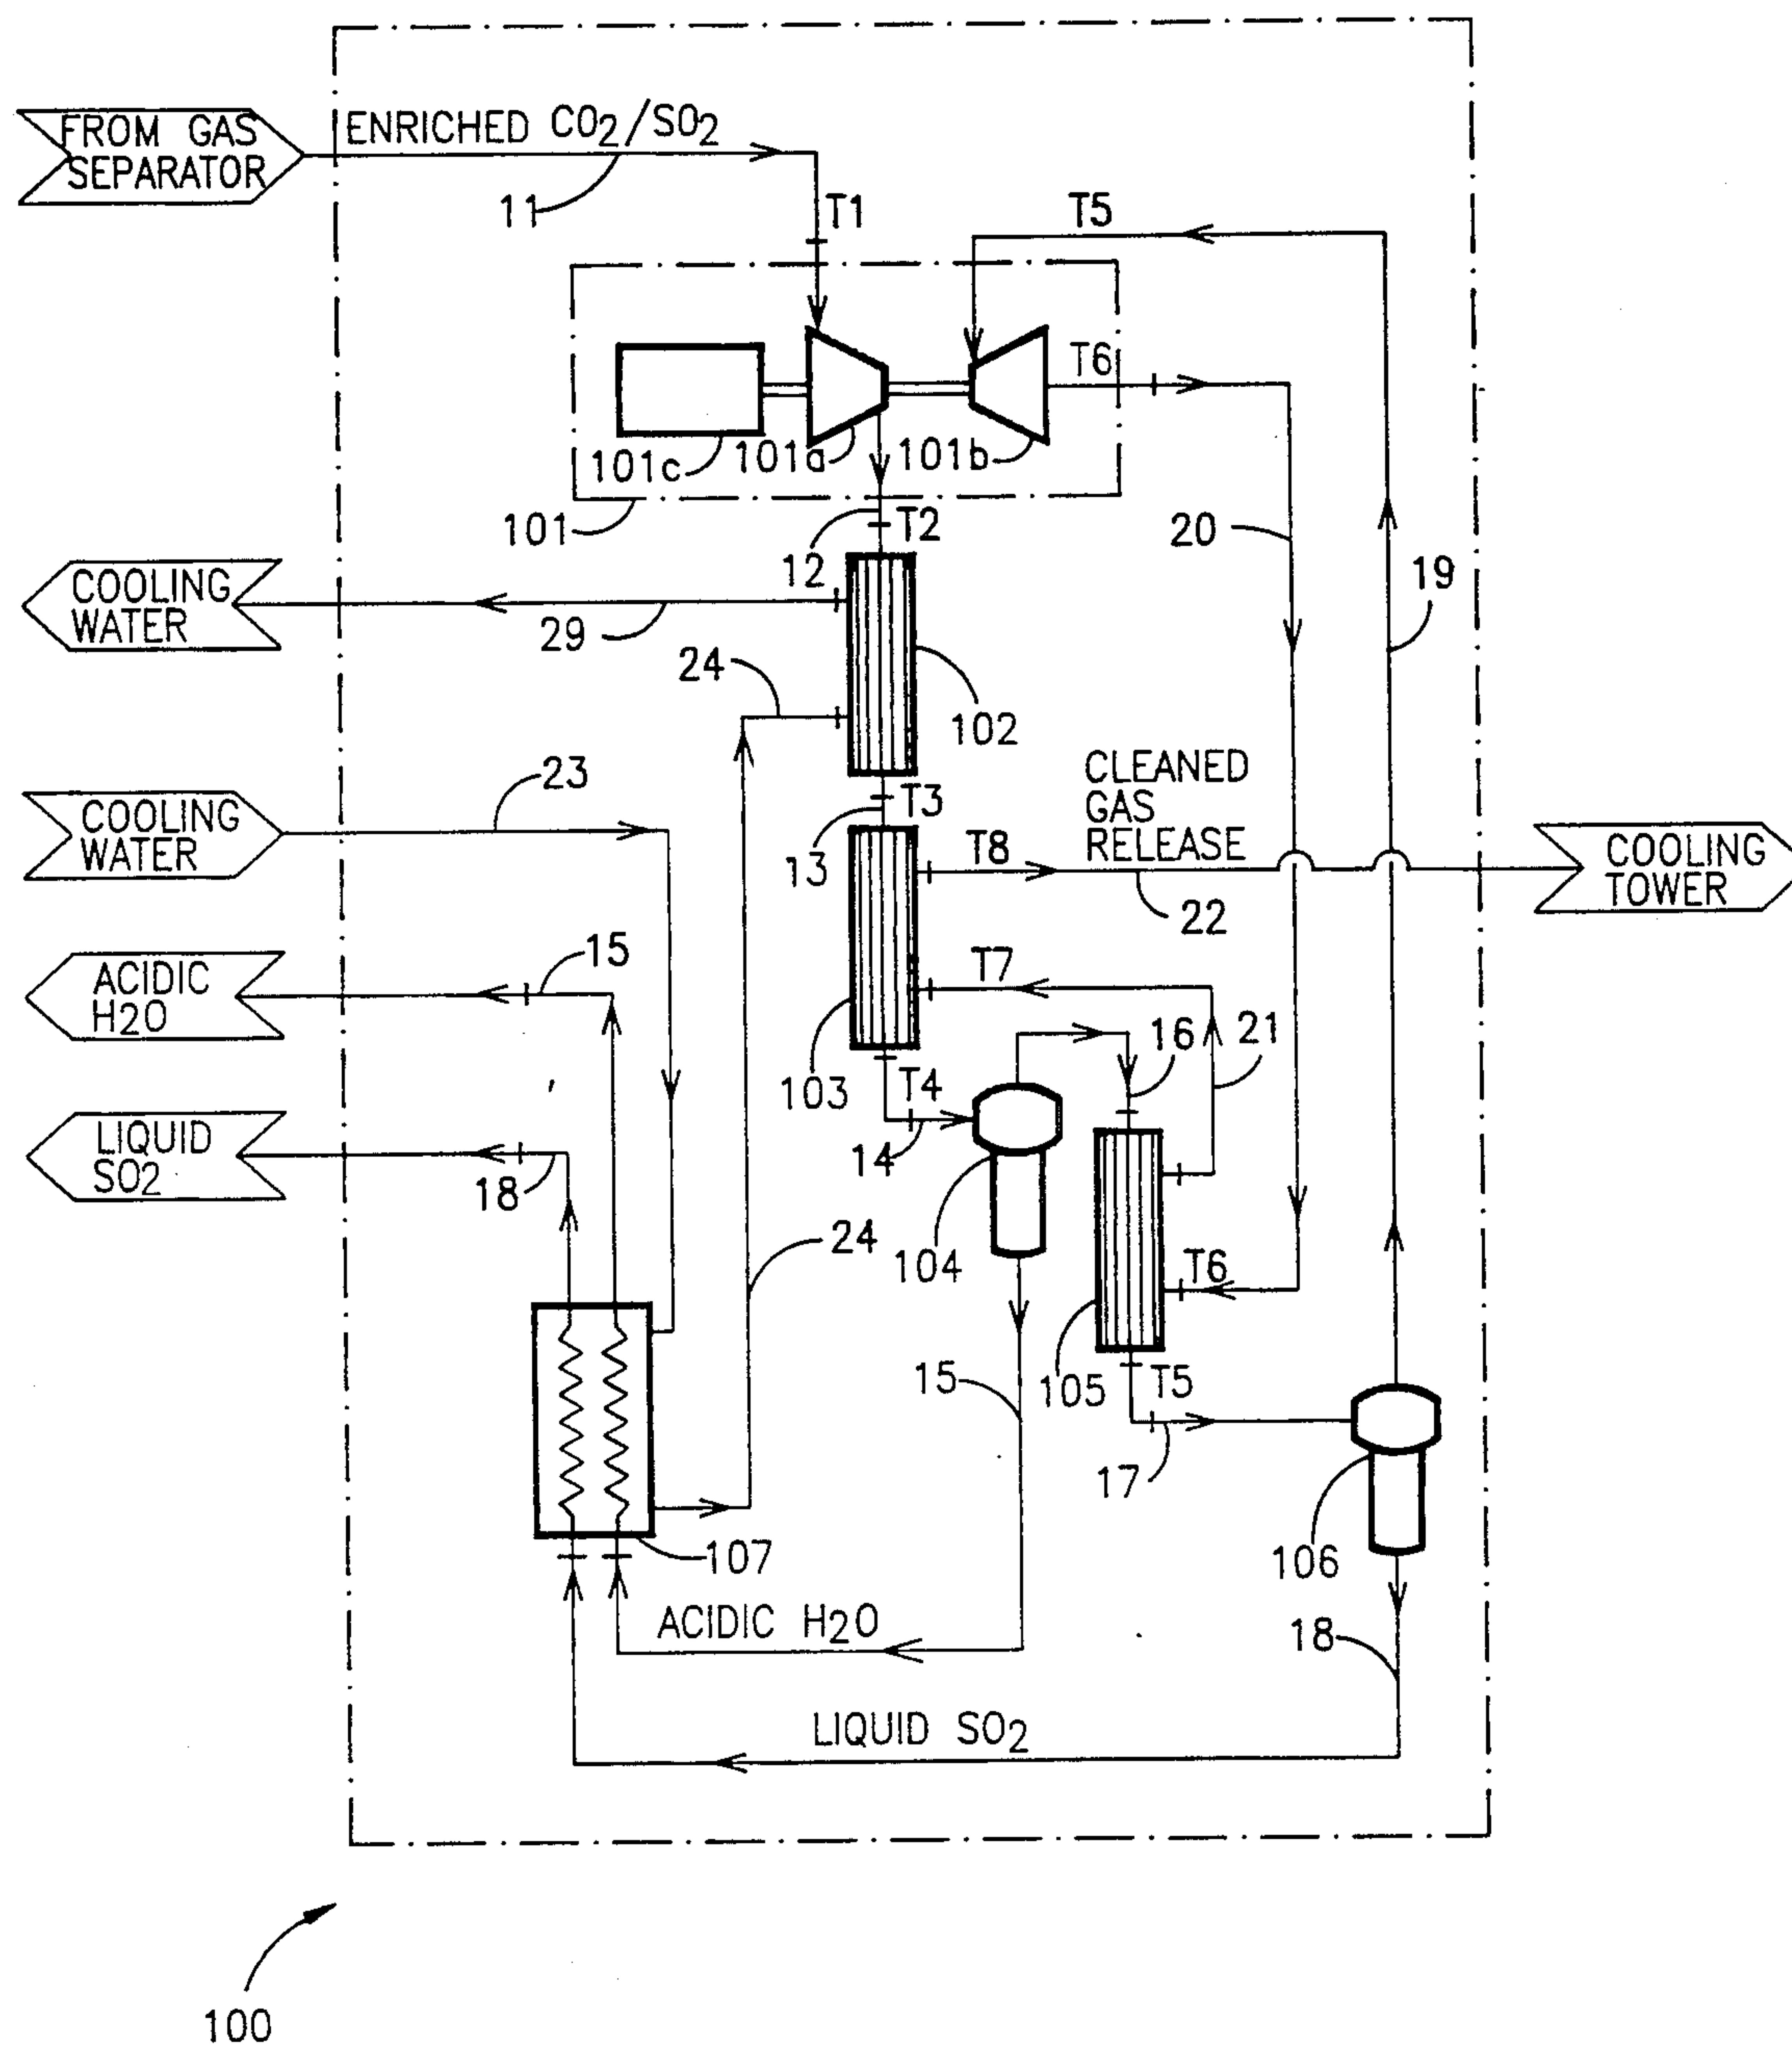 FROM GAS
SEPARATOR
ENRICHED CO2/SO2
11
T1
T5
T6
101c
101a
101b
101
T2
12
20
19
COOLING
WATER
29
24
102
23
COOLING
WATER
T3
13
CLEANED
GAS
RELEASE
T8
22
COOLING
TOWER
15
ACIDIC
H2O
T7
16
21
103
T4
14
LIQUID
SO2
18
24
104
T6
15
105
T5
17
107
106
ACIDIC H2O
18
LIQUID SO2
100